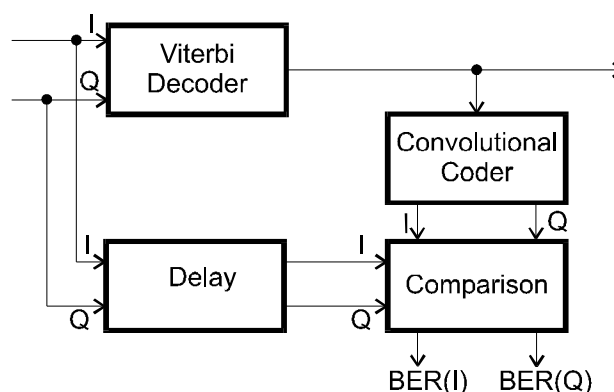 I
Viterbi
Decoder
Q
Convolutional
Coder
I
Q
I
Delay
Q
I
Comparison
Q
BER(I)
BER(Q)